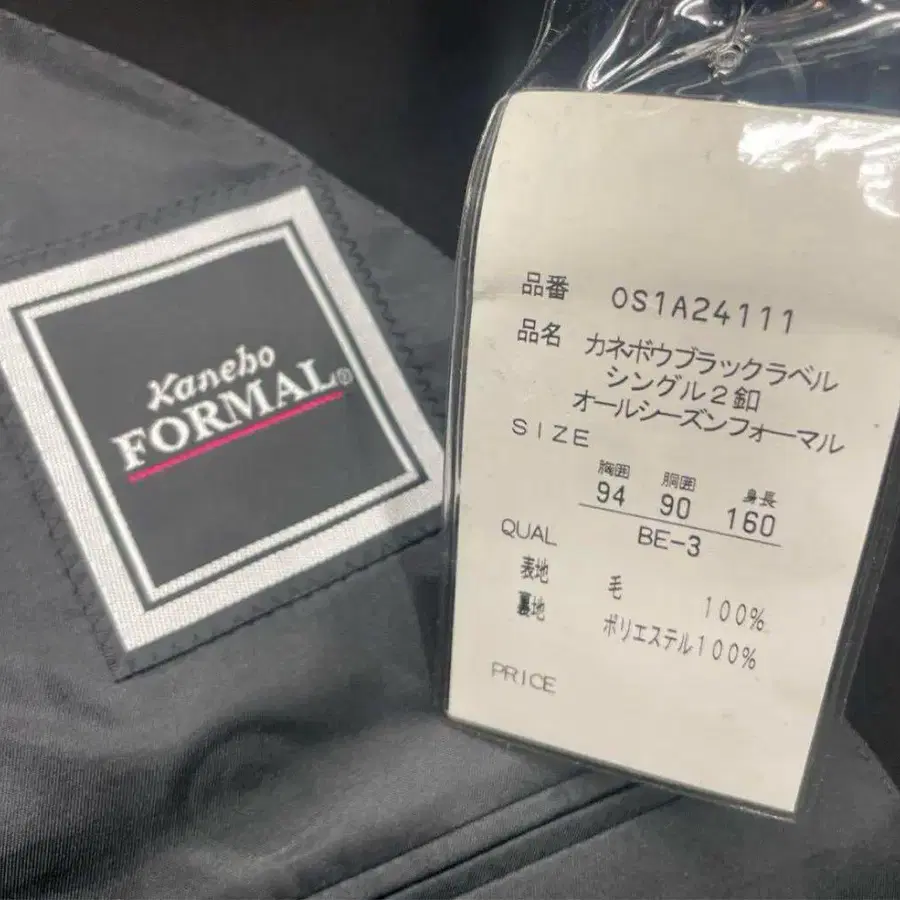 Kanebo
FORMAL®
品番 OS1A24111
品名 カネボウブラックラベル
シングル2釦
オールシーズンフォーマル
SIZE
胸囲 胴囲 身長
94 90 160
BE-3
QUAL
表地 毛 100%
裏地 ポリエステル100%
PRICE